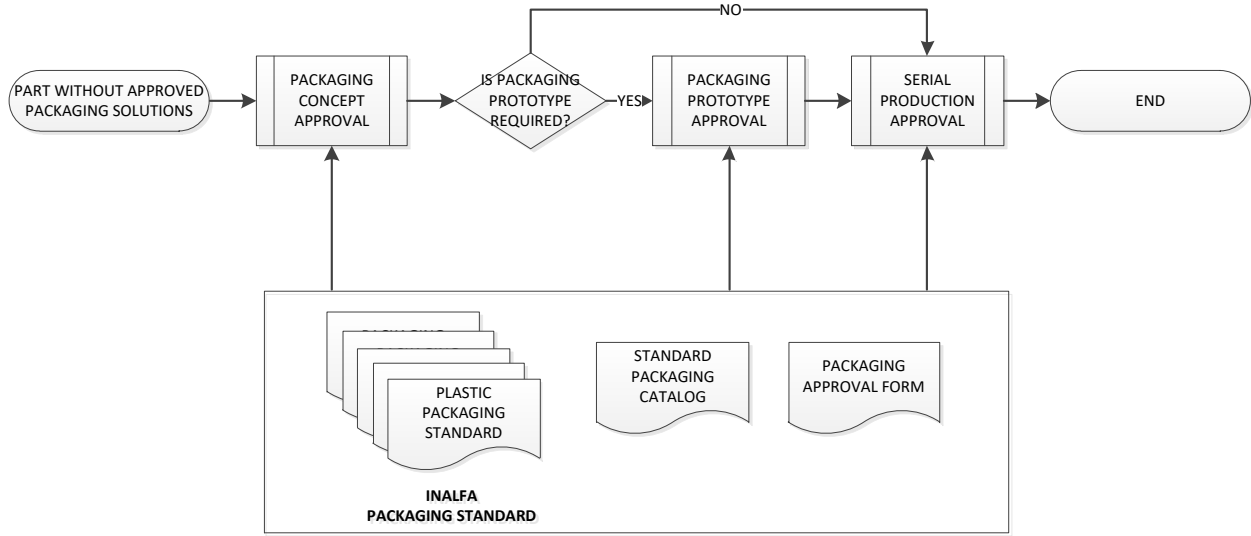 NO
PART WITHOUT APPROVED
PACKAGING SOLUTIONS
PACKAGING
CONCEPT
APPROVAL
IS PACKAGING
PROTOTYPE
REQUIRED?
YES
PACKAGING
PROTOTYPE
APPROVAL
SERIAL
PRODUCTION
APPROVAL
END
PLASTIC
PACKAGING
STANDARD
STANDARD
PACKAGING
CATALOG
PACKAGING
APPROVAL FORM
INALFA
PACKAGING STANDARD